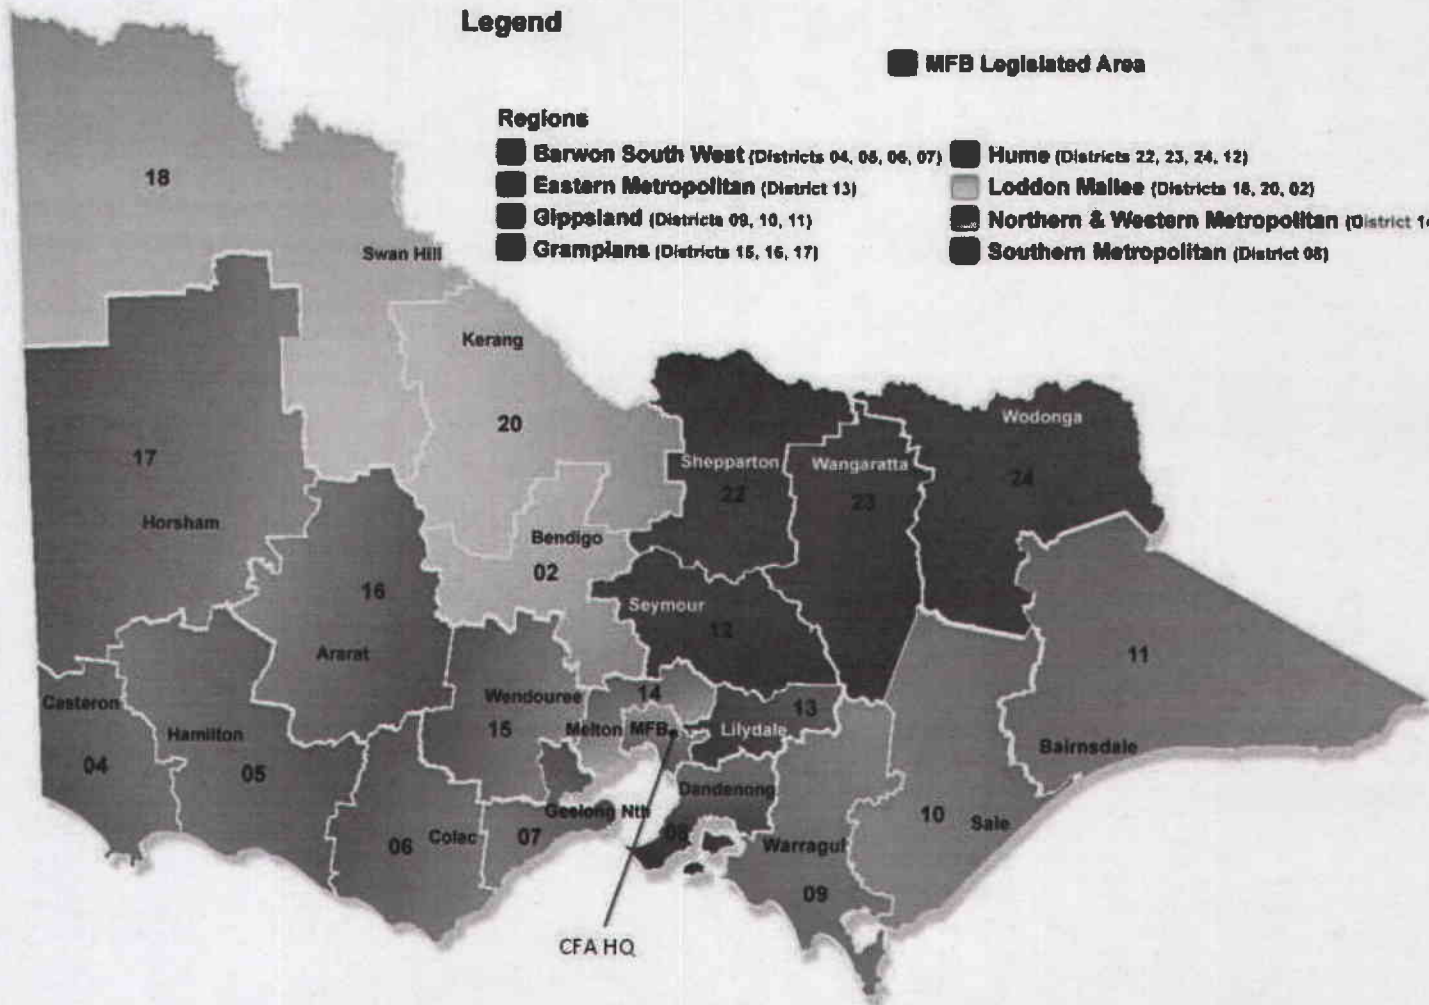 Legend
MFB Legislated Area
Regions
Barwon South West (Districts 04, 05, 06, 07)
Eastern Metropolitan (District 13)
Gippsland (Districts 09, 10, 11)
Grampians (Districts 15, 16, 17)
Hume (Districts 22, 23, 24, 12)
Loddon Mallee (Districts 18, 20, 02)
Northern & Western Metropolitan (District 14
Southern Metropolitan (District 08)
18
Swan Hill
Kerang
20
17
Horsham
Shepparton
22
Wangaratta
23
Wodonga
24
Bendigo
02
16
Ararat
Seymour
12
11
Bairnsdale
Casteron
04
Hamilton
05
Wendouree
15
14
Melton
MFB
13
Lilydale
Dandenong
08
Geelong Nth
07
06
Colac
Warragul
09
10
Sale
CFA HQ